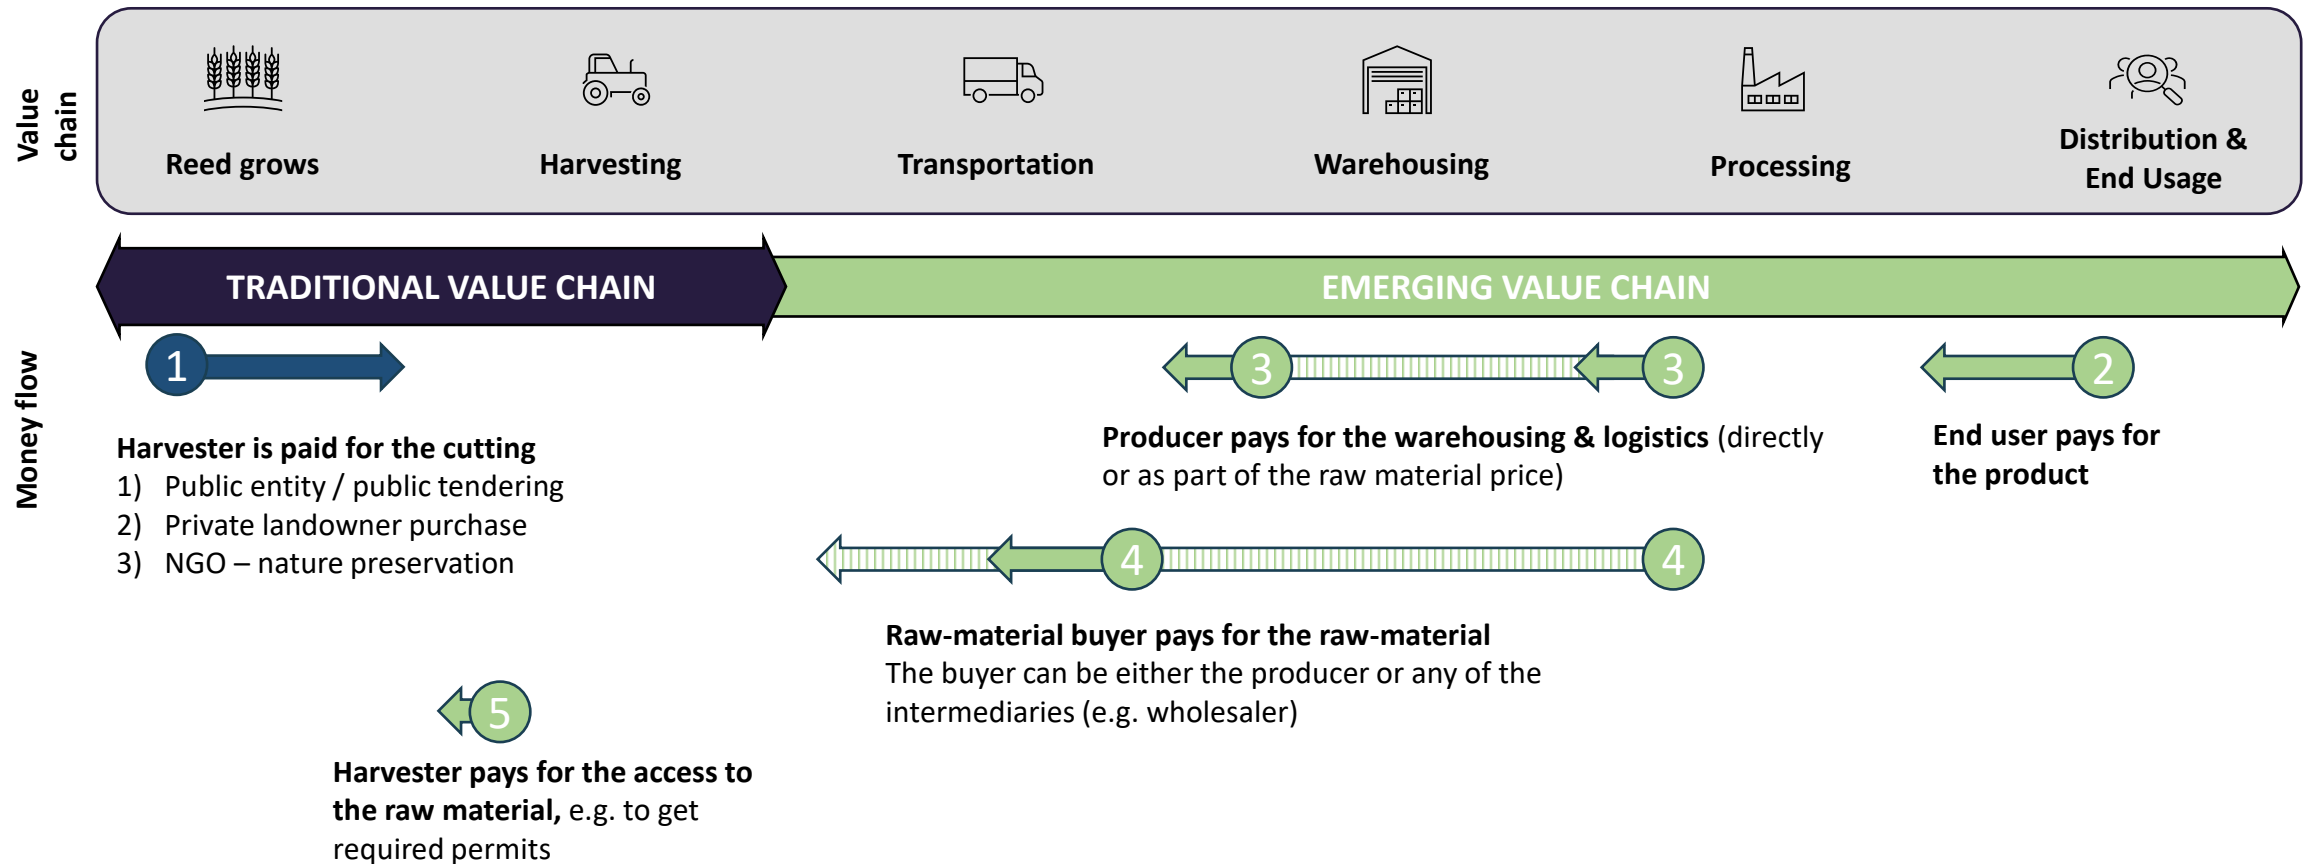 Value
chain
Reed grows
Harvesting
Transportation
Warehousing
Processing
Distribution &
End Usage
TRADITIONAL VALUE CHAIN
EMERGING VALUE CHAIN
Money flow
1
3
3
2
Harvester is paid for the cutting
1) Public entity / public tendering
2) Private landowner purchase
3) NGO – nature preservation
Producer pays for the warehousing & logistics (directly
or as part of the raw material price)
End user pays for
the product
4
4
Raw-material buyer pays for the raw-material
The buyer can be either the producer or any of the
intermediaries (e.g. wholesaler)
5
Harvester pays for the access to
the raw material, e.g. to get
required permits